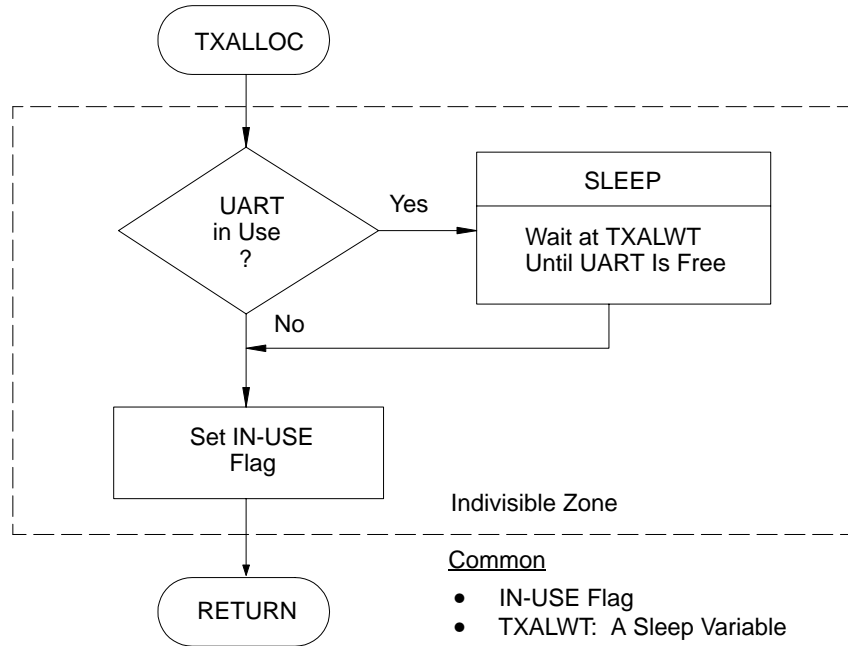 TXALLOC
UART
in Use
?
Yes
SLEEP
Wait at TXALWT
Until UART Is Free
No
Set IN-USE
Flag
Indivisible Zone
RETURN
Common
• IN-USE Flag
• TXALWT: A Sleep Variable